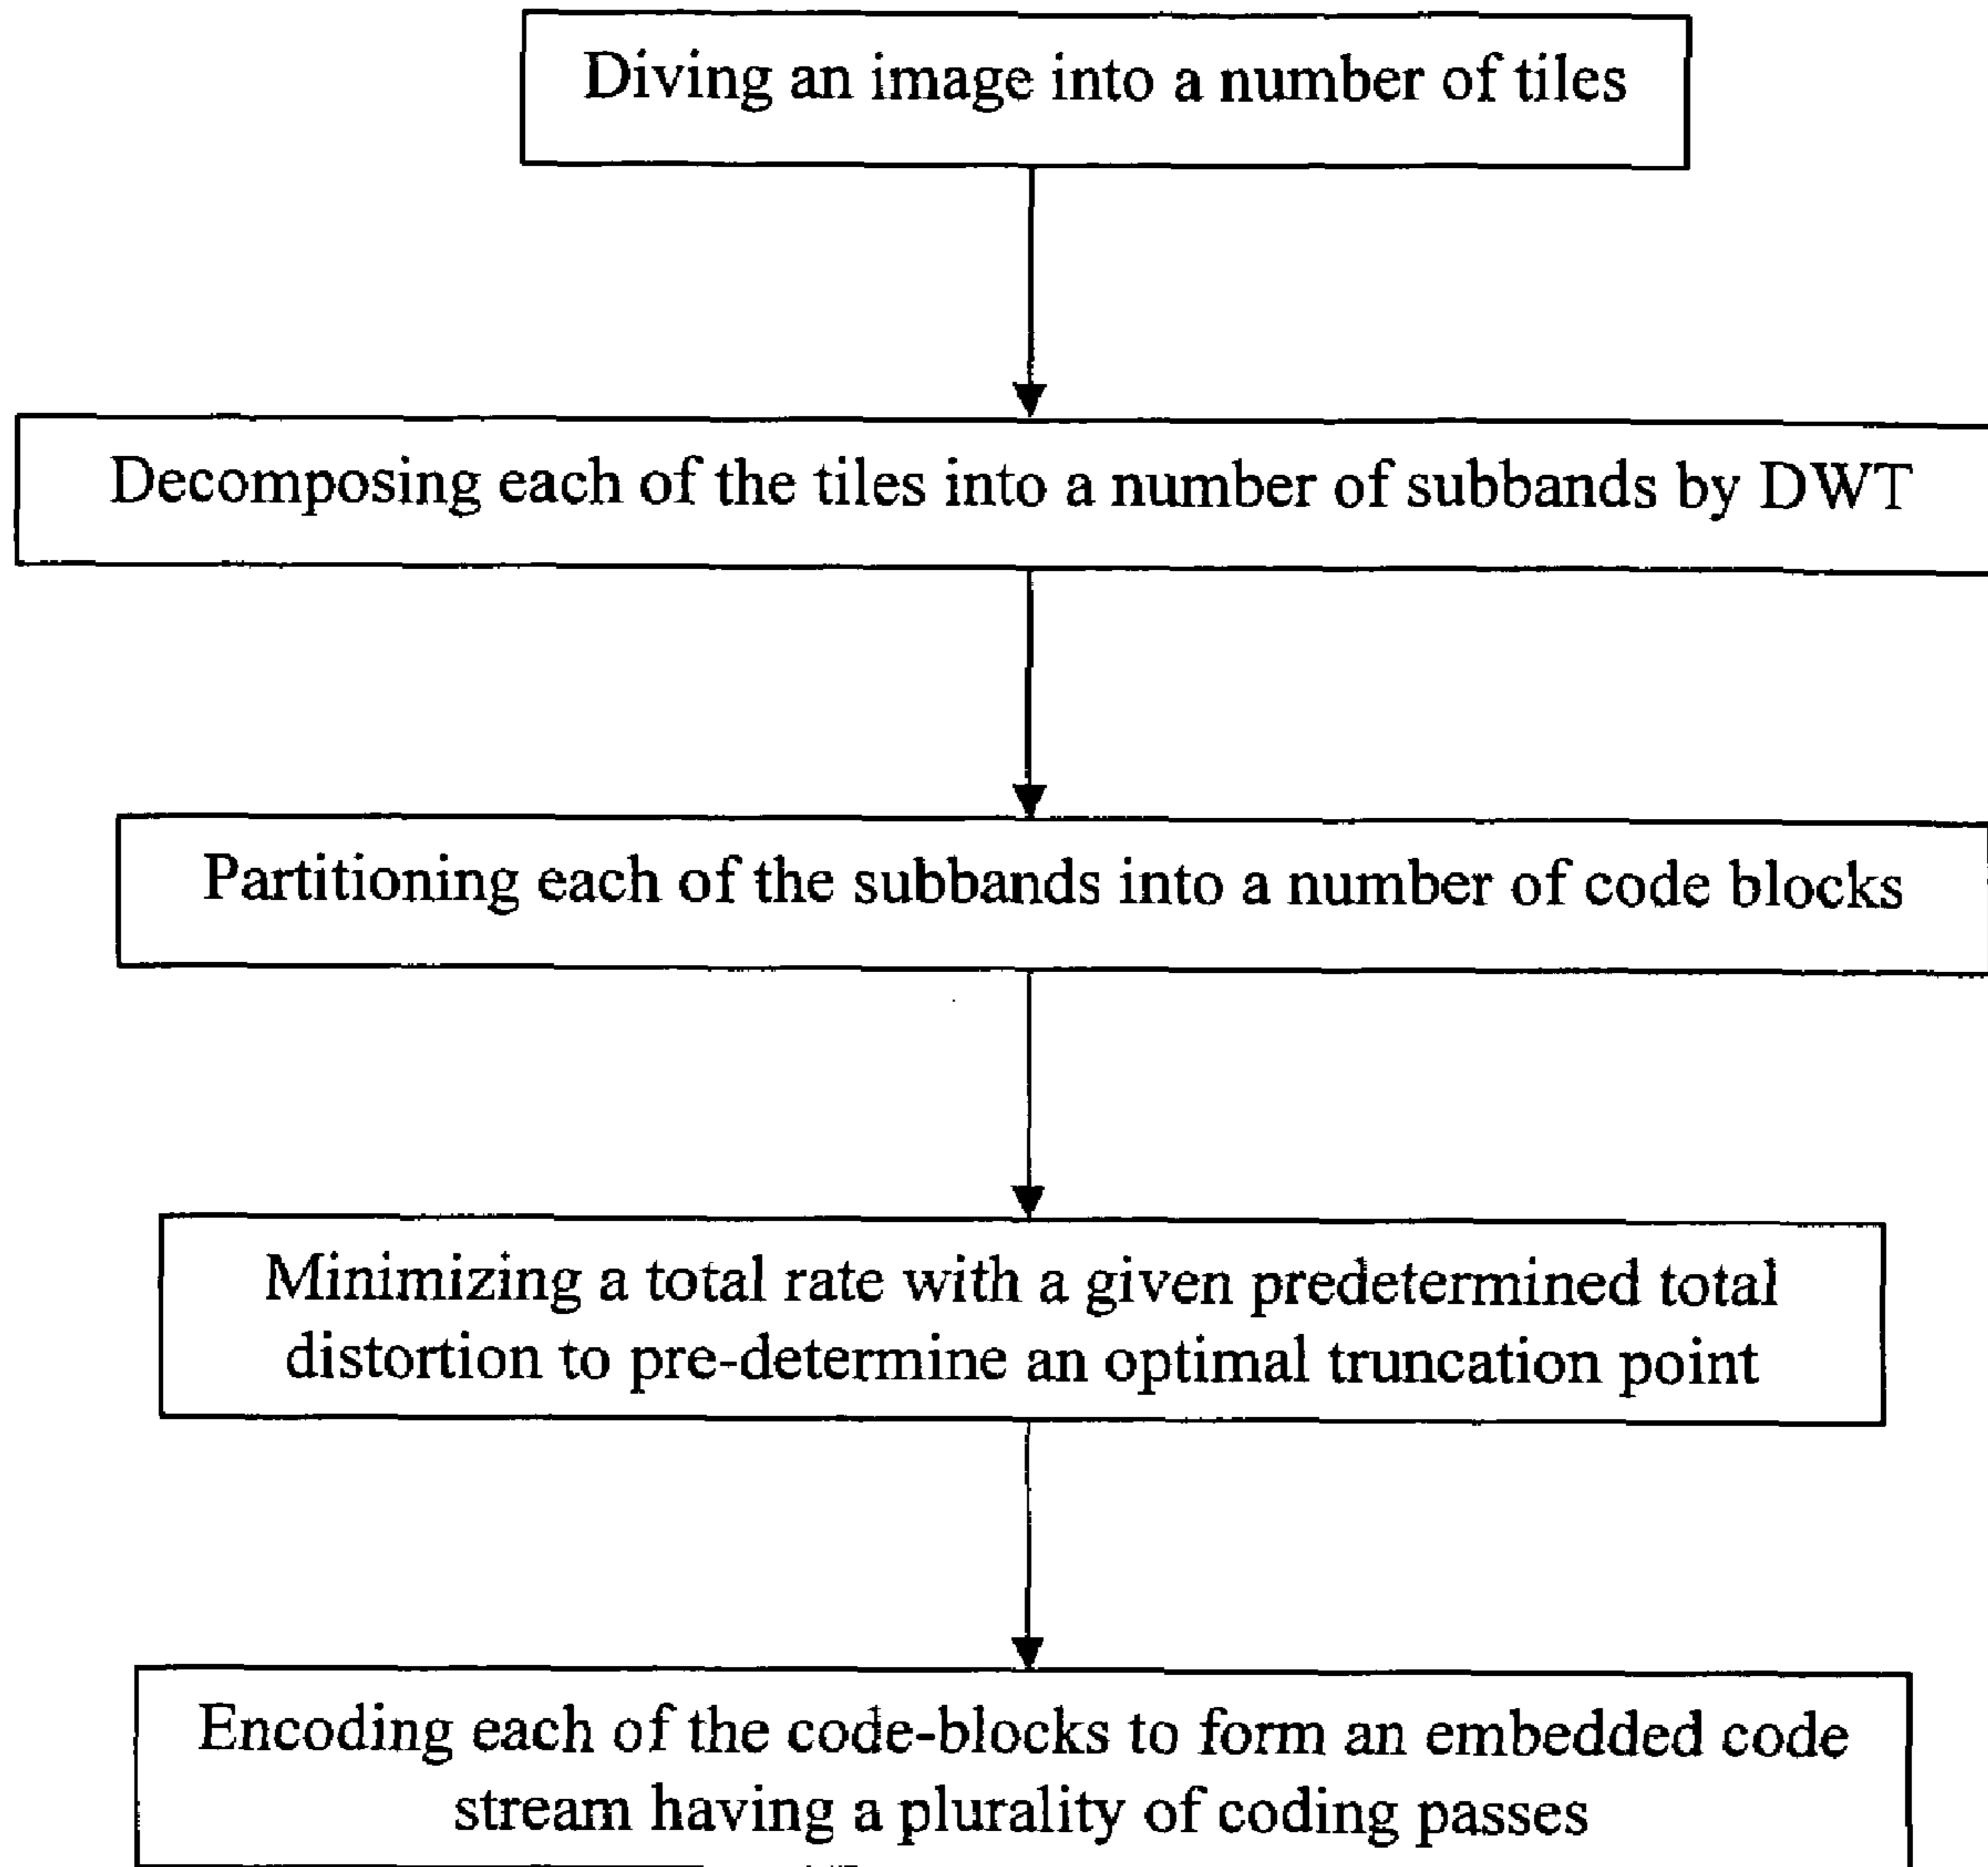 Diving an image into a number of tiles
Decomposing each of the tiles into a number of subbands by DWT
Partitioning each of the subbands into a number of code blocks
Minimizing a total rate with a given predetermined total
distortion to pre-determine an optimal truncation point
Encoding each of the code-blocks to form an embedded code
stream having a plurality of coding passes